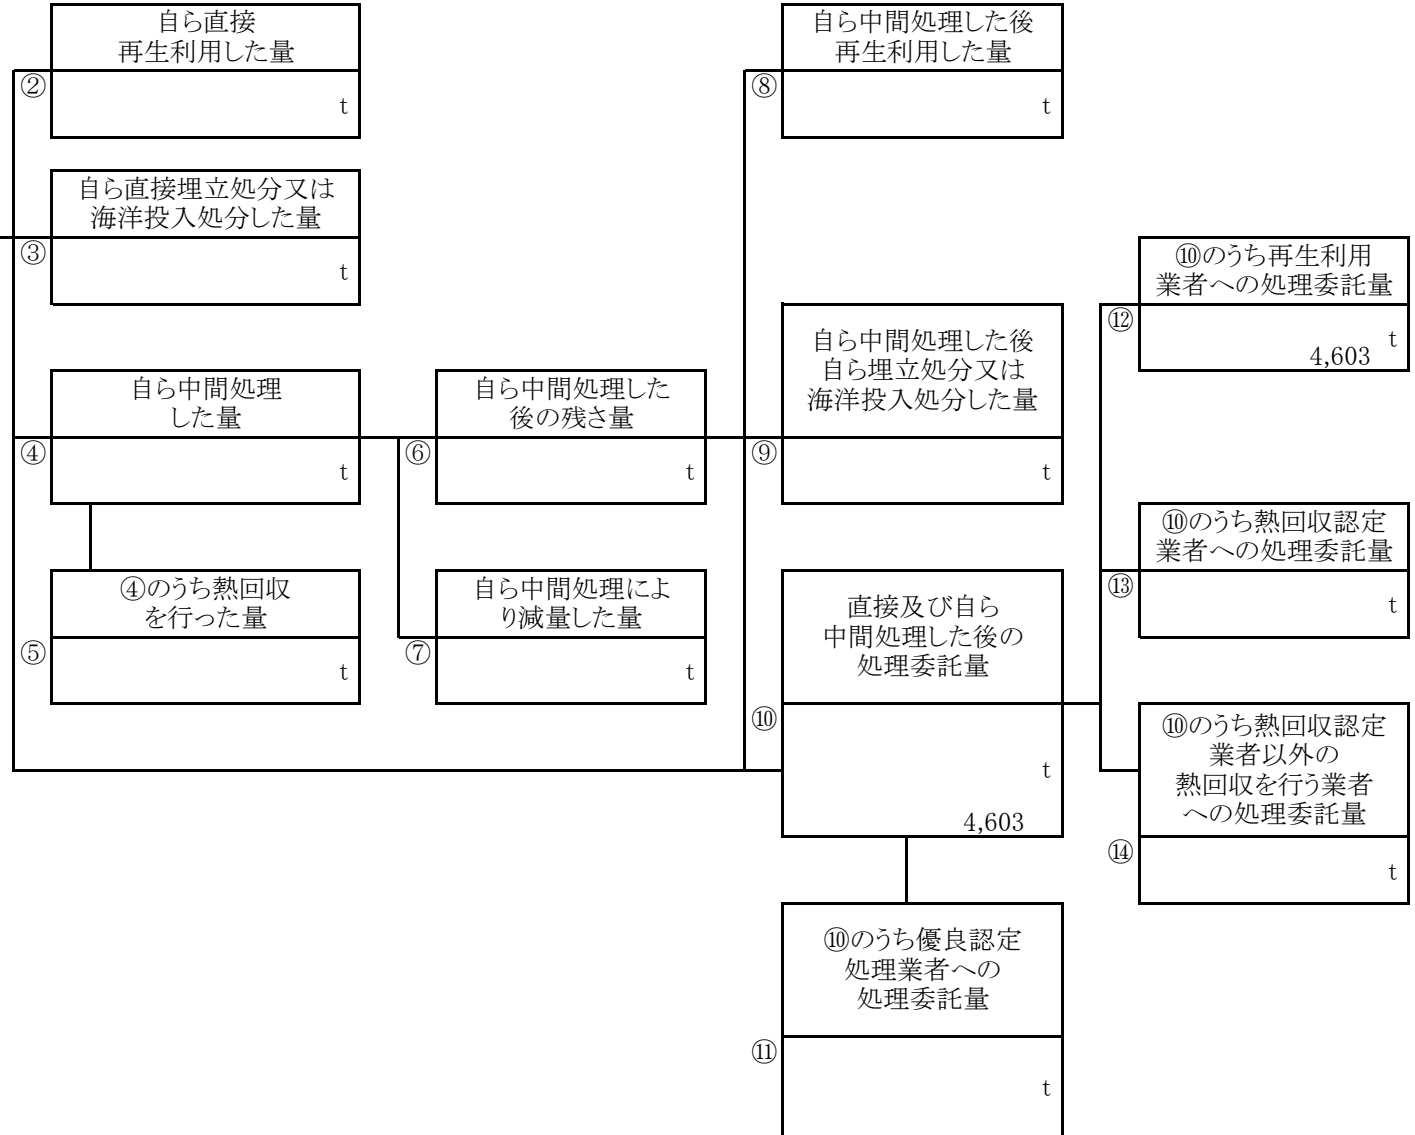 自ら直接
再生利用した量
②
t
自ら直接埋立処分又は
海洋投入処分した量
③
t
自ら中間処理
した量
④
t
④のうち熱回収
を行った量
⑤
t
自ら中間処理した
後の残さ量
⑥
t
自ら中間処理によ
り減量した量
⑦
t
自ら中間処理した後
再生利用した量
⑧
t
自ら中間処理した後
自ら埋立処分又は
海洋投入処分した量
⑨
t
直接及び自ら
中間処理した後の
処理委託量
⑩
t
4,603
⑩のうち優良認定
処理業者への
処理委託量
⑪
t
⑩のうち再生利用
業者への処理委託量
⑫
t
4,603
⑩のうち熱回収認定
業者への処理委託量
⑬
t
⑩のうち熱回収認定
業者以外の
熱回収を行う業者
への処理委託量
⑭
t